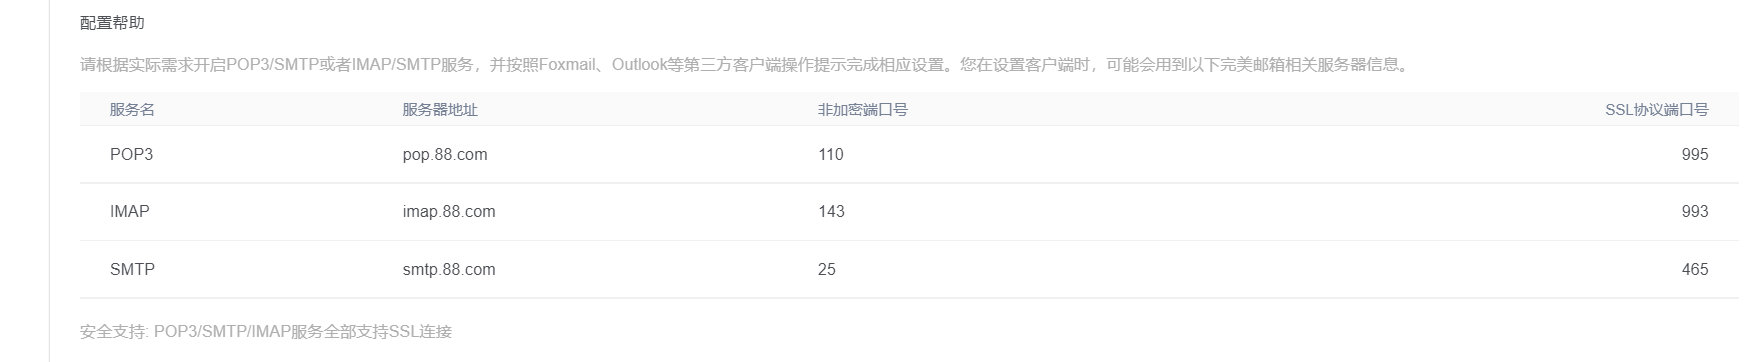 配置帮助
请根据实际需求开启POP3/SMTP或者IMAP/SMTP服务，并按照Foxmail、Outlook等第三方客户端操作提示完成相应设置。您在设置客户端时，可能会用到以下完美邮箱相关服务器信息。
服务名 服务器地址 非加密端口号 SSL协议端口号
POP3 pop.88.com 110 995
IMAP imap.88.com 143 993
SMTP smtp.88.com 25 465
安全支持: POP3/SMTP/IMAP服务全部支持SSL连接